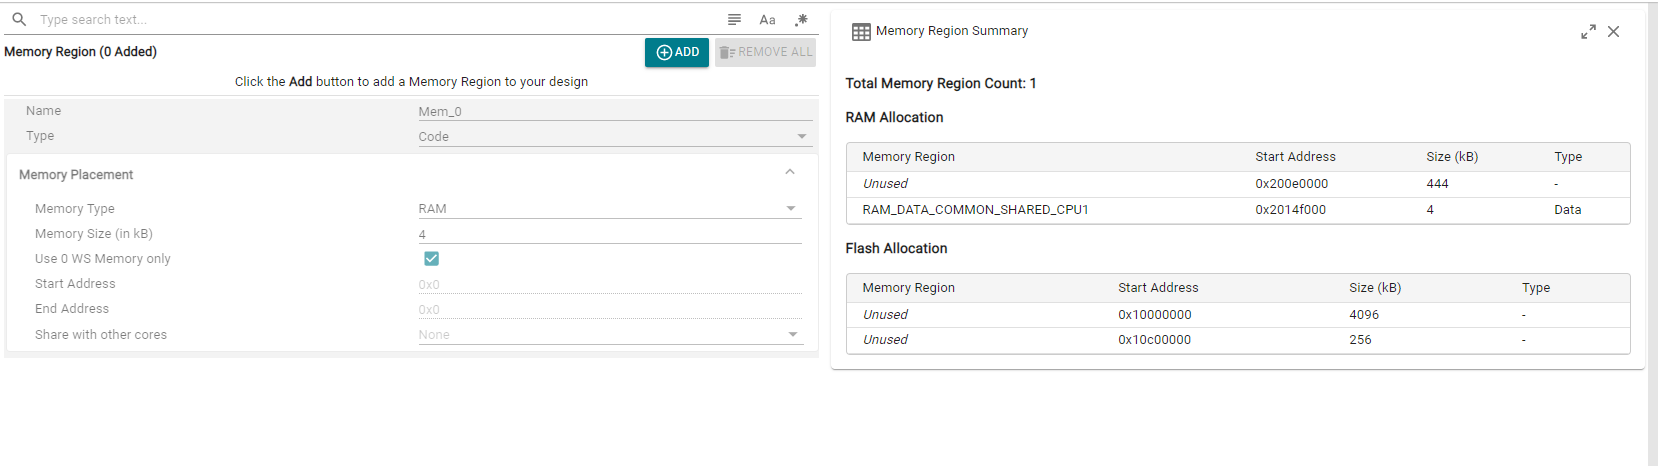 Type search text...
Aa
.*
Memory Region (0 Added)
ADD
REMOVE ALL
Click the Add button to add a Memory Region to your design
Name
Mem_0
Type
Code
Memory Placement
Memory Type
RAM
Memory Size (in kB)
4
Use 0 WS Memory only
Start Address
0x0
End Address
0x0
Share with other cores
None
Memory Region Summary
Total Memory Region Count: 1
RAM Allocation
Memory Region Start Address Size (kB) Type
Unused 0x200e0000 444 -
RAM_DATA_COMMON_SHARED_CPU1 0x2014f000 4 Data
Flash Allocation
Memory Region Start Address Size (kB) Type
Unused 0x10000000 4096 -
Unused 0x10c00000 256 -